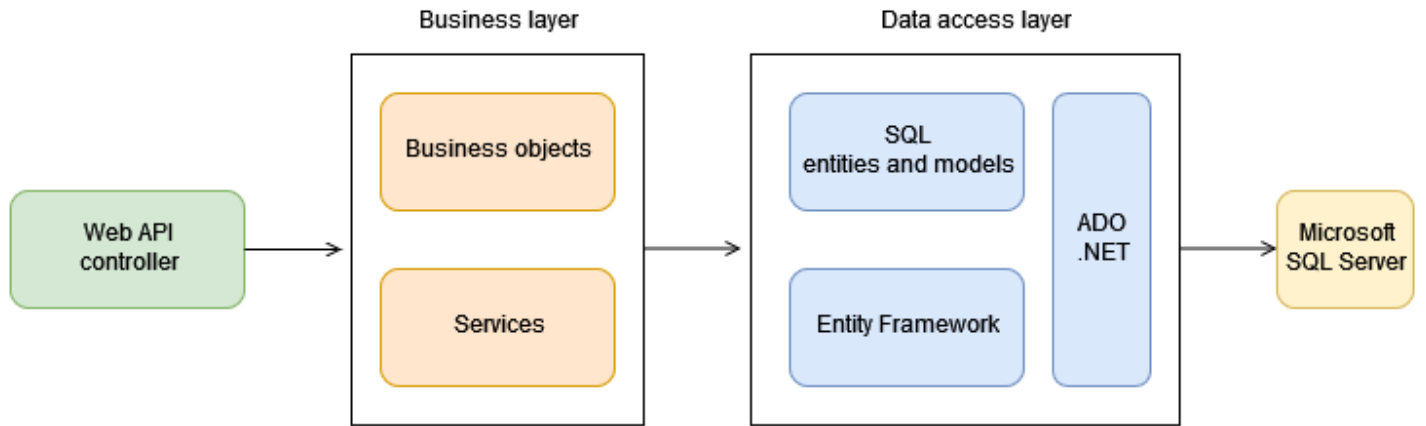 Business layer
Data access layer
Business objects
SQL
entities and models
Web API
controller
ADO
.NET
Microsoft
SQL Server
Services
Entity Framework